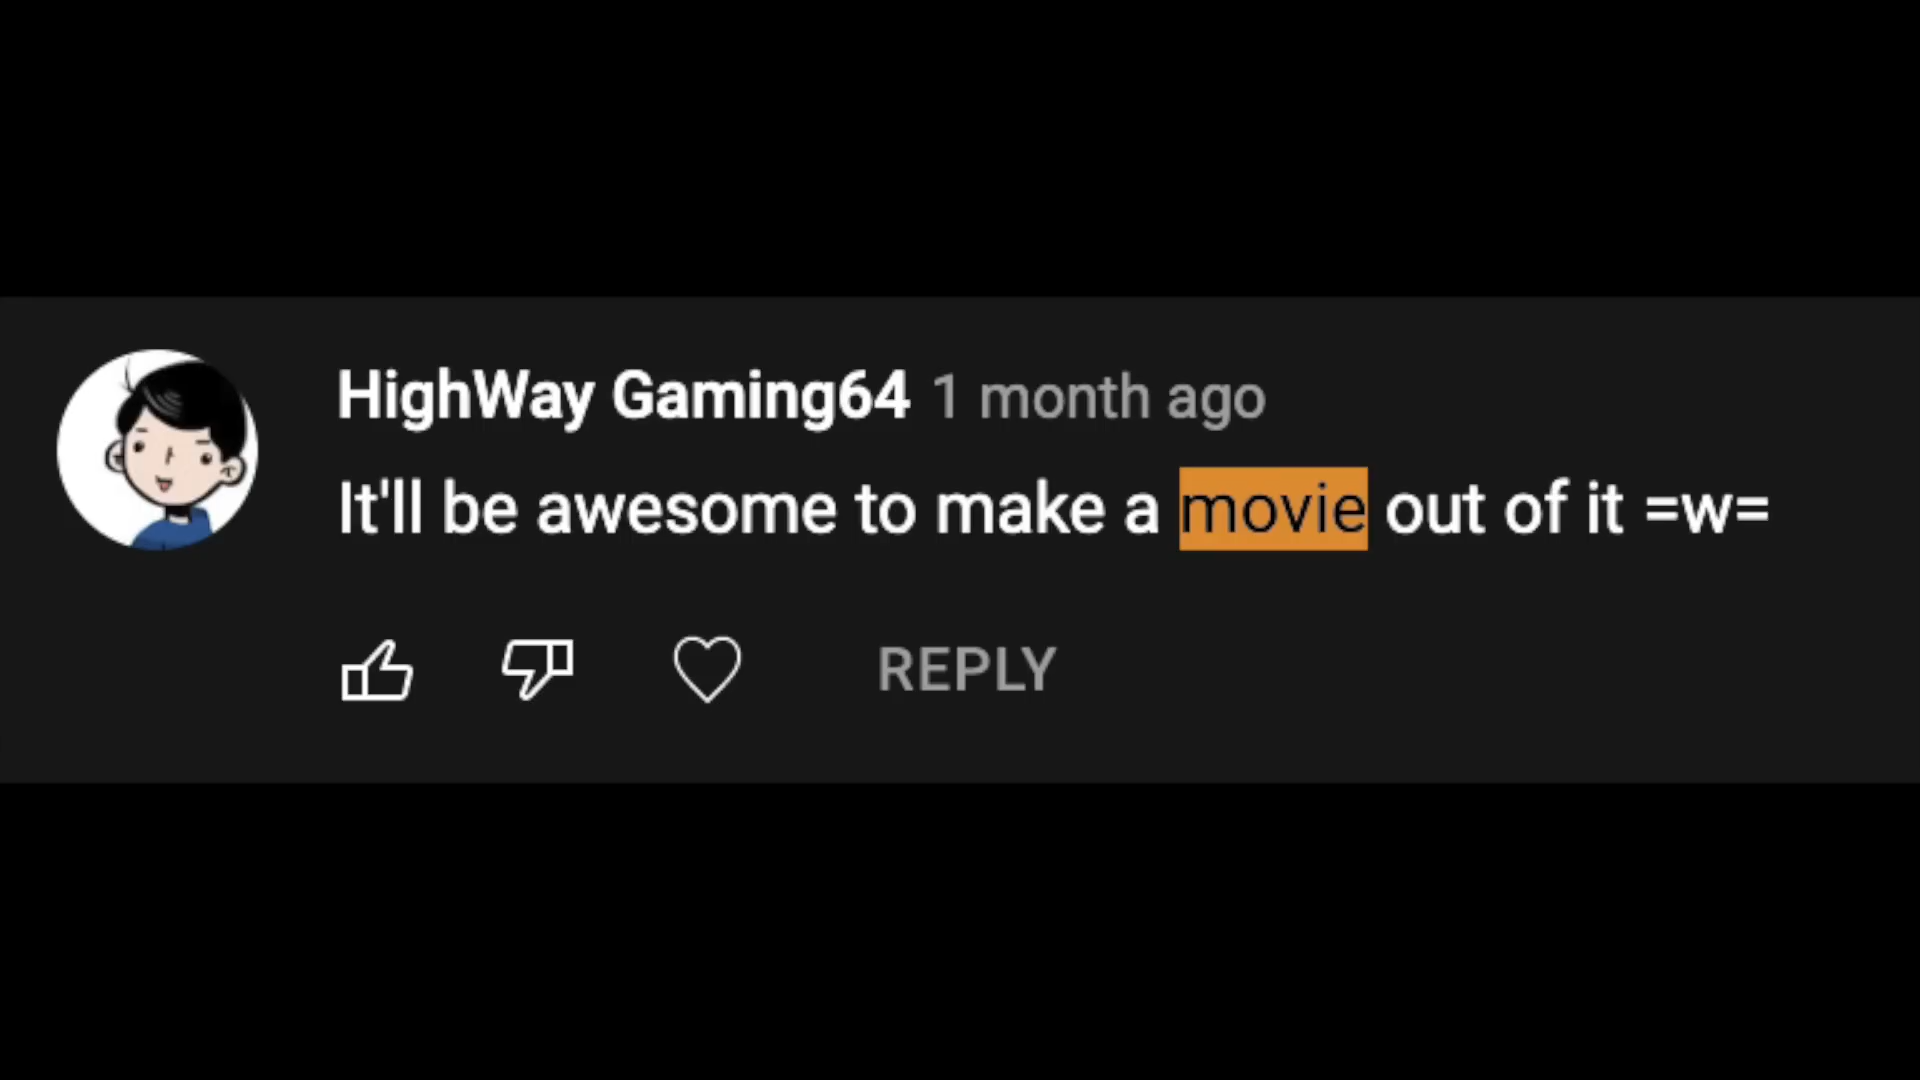 HighWay Gaming64 1 month ago
It'll be awesome to make a movie out of it =w=
REPLY